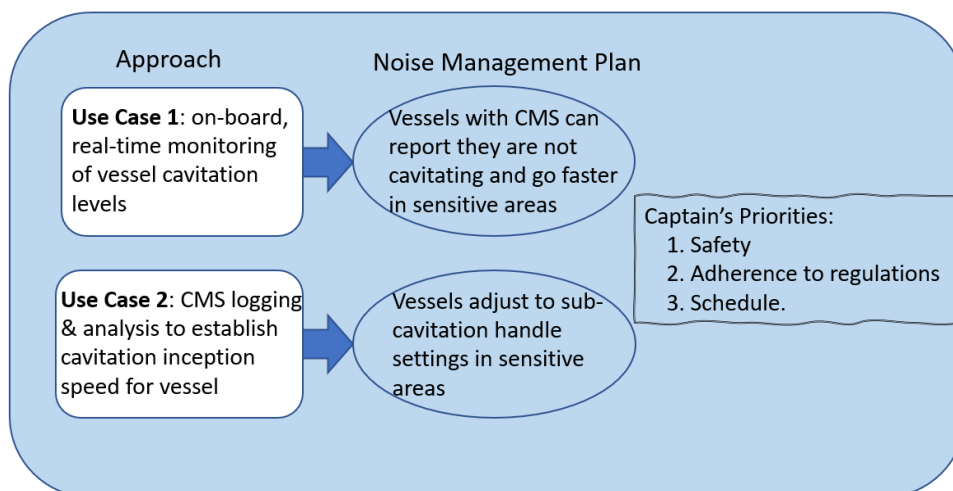 Approach
Noise Management Plan
Use Case 1: on-board,
real-time monitoring
of vessel cavitation
levels
Vessels with CMS can
report they are not
cavitating and go faster
in sensitive areas
Captain's Priorities:
1. Safety
2. Adherence to regulations
3. Schedule.
Use Case 2: CMS logging
& analysis to establish
cavitation inception
speed for vessel
Vessels adjust to sub-
cavitation handle
settings in sensitive
areas